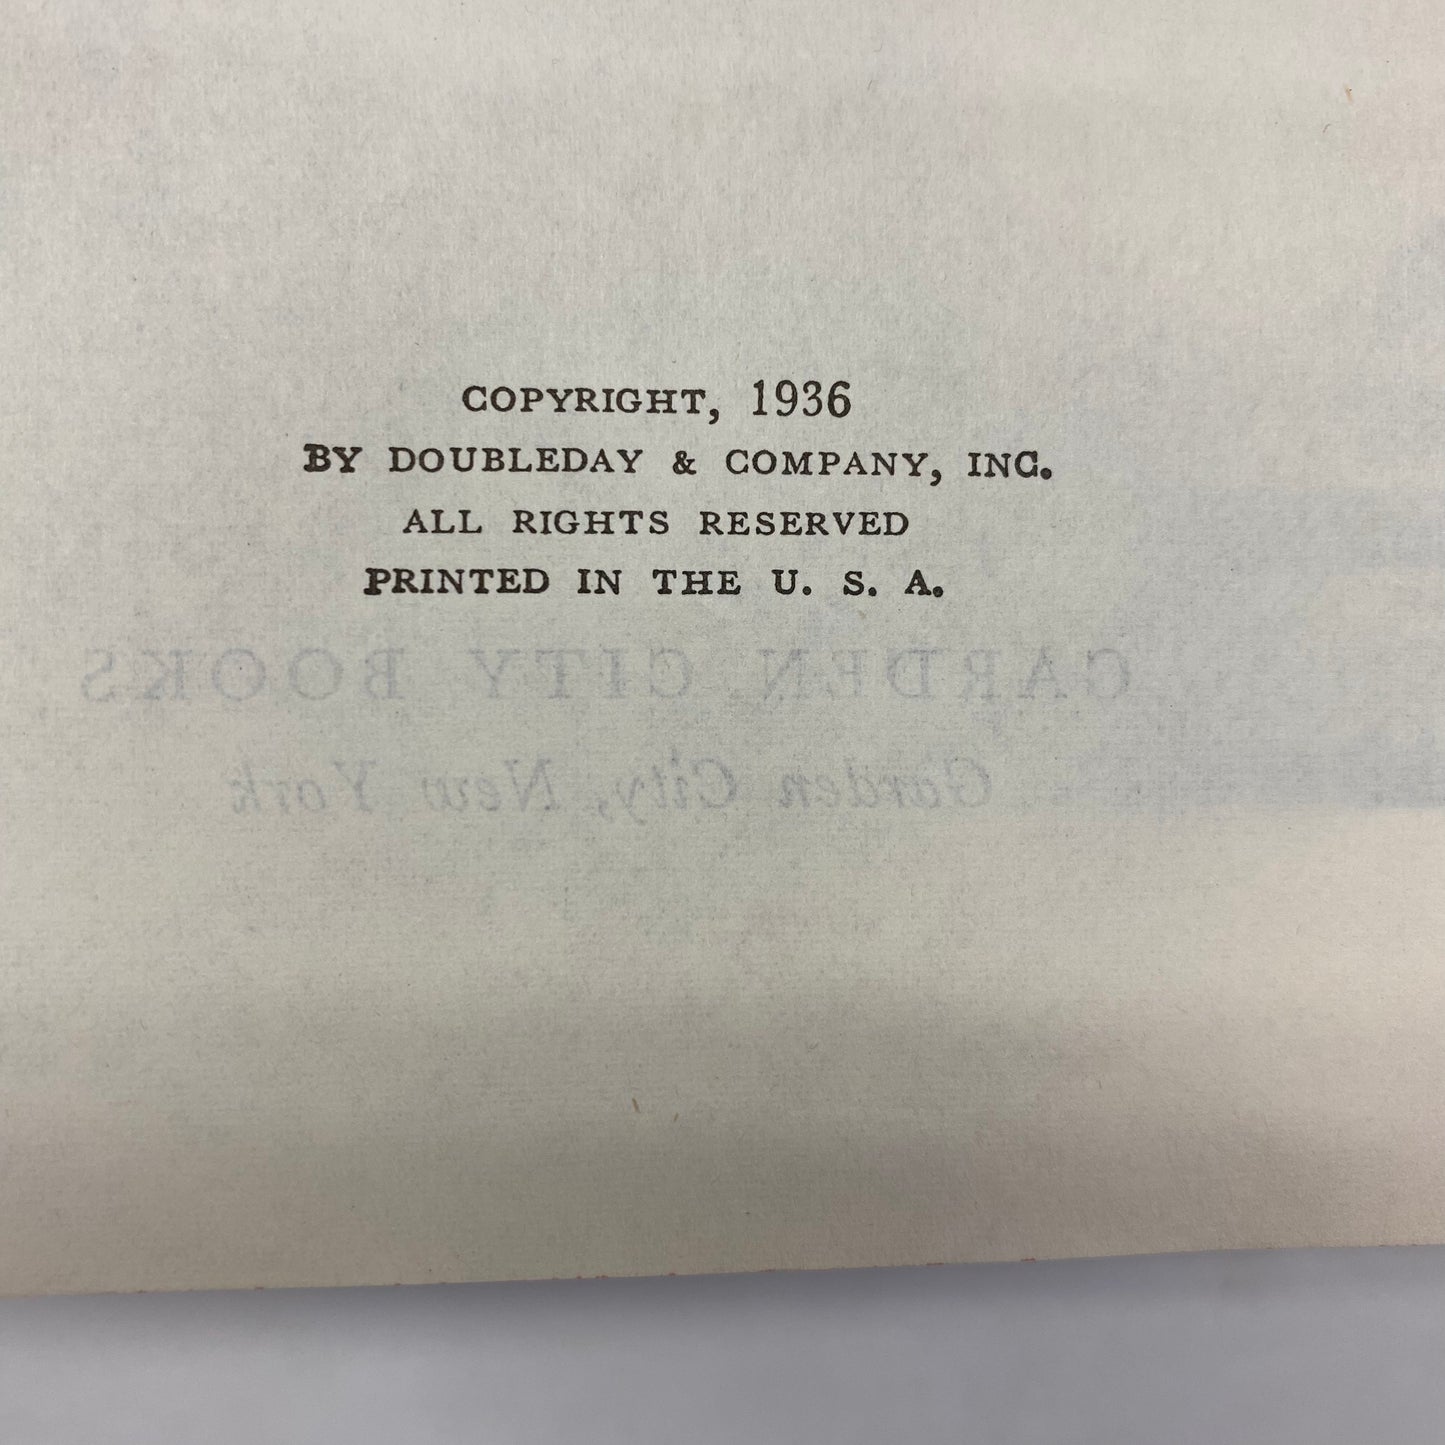 COPYRIGHT, 1936
BY DOUBLEDAY & COMPANY, INC.
ALL RIGHTS RESERVED
PRINTED IN THE U. S. A.
GARDEN CITY BOOKS
Garden City, New York